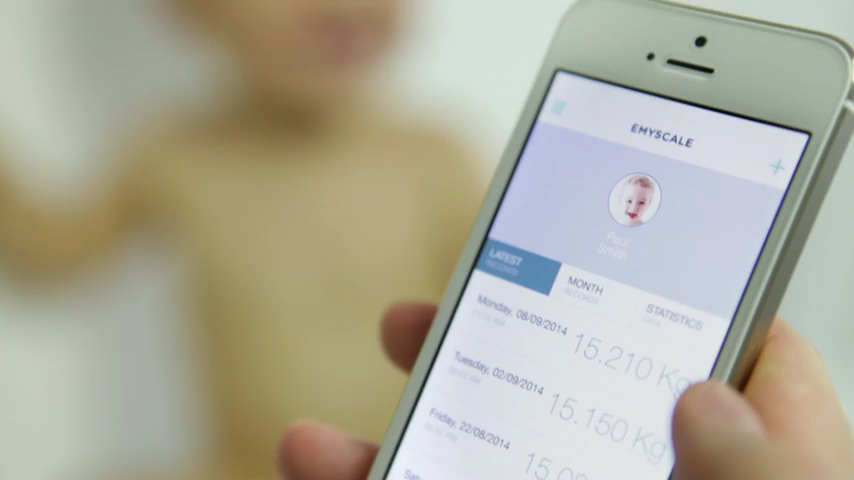 EMYSCALE
Paul
Smith
LATEST
RECORDS
MONTH
RECORDS
STATISTICS
DATA
Monday, 08/09/2014
15.210 Kg
Tuesday, 02/09/2014
15.150 Kg
Friday, 22/08/2014